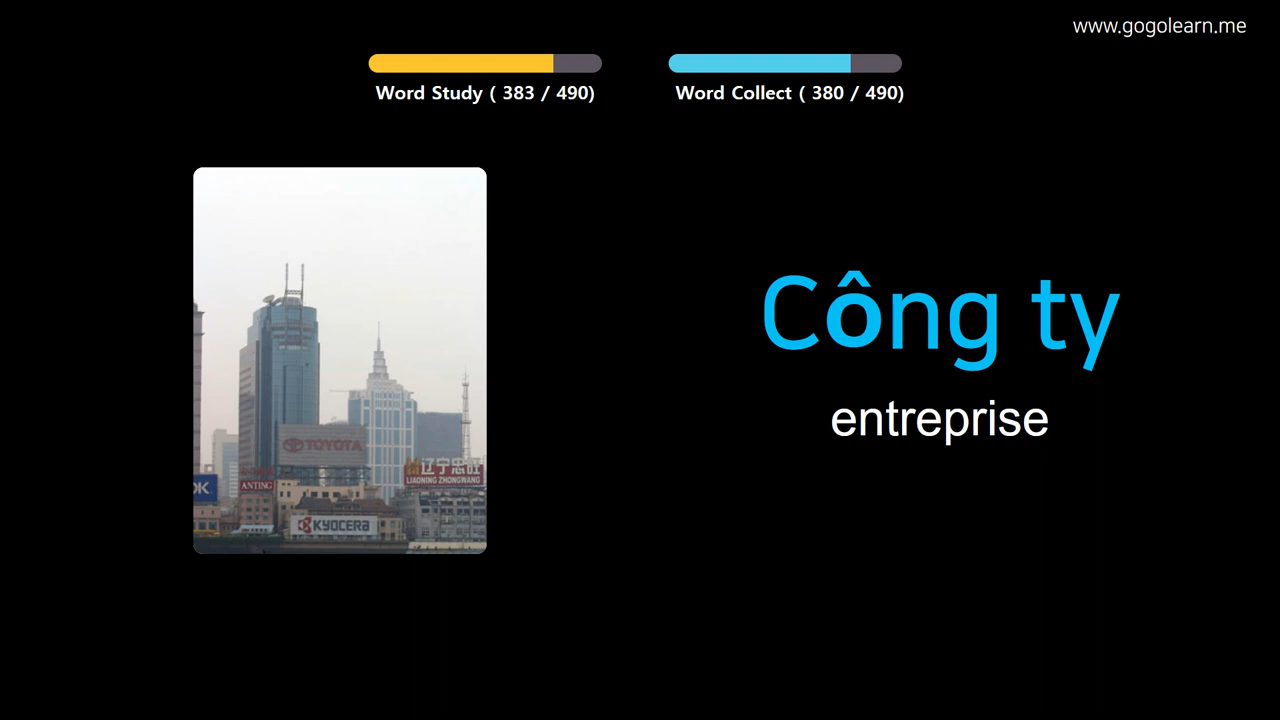 www.gogolearn.me
Word Study ( 383 / 490)
Word Collect ( 380 / 490)
Công ty
entreprise
TOYOTA
辽宁忠旺
LIAONING ZHONGWANG
OK
ANTING
KYOCERA